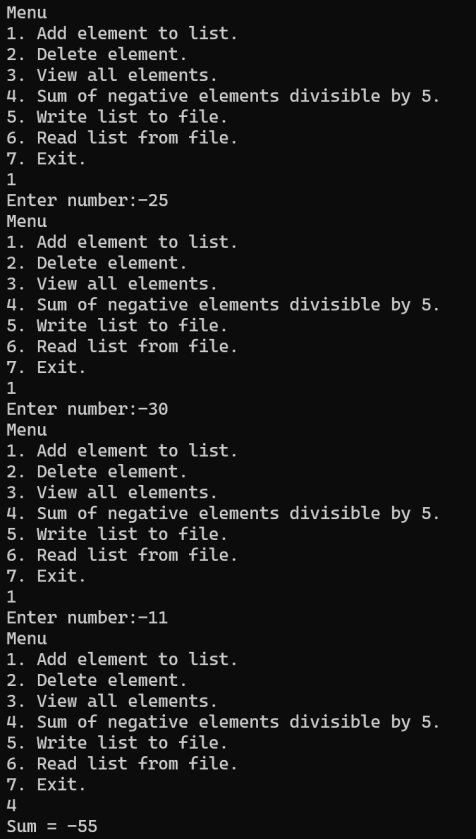 Menu
1. Add element to list.
2. Delete element.
3. View all elements.
4. Sum of negative elements divisible by 5.
5. Write list to file.
6. Read list from file.
7. Exit.
1
Enter number:-25
Menu
1. Add element to list.
2. Delete element.
3. View all elements.
4. Sum of negative elements divisible by 5.
5. Write list to file.
6. Read list from file.
7. Exit.
1
Enter number:-30
Menu
1. Add element to list.
2. Delete element.
3. View all elements.
4. Sum of negative elements divisible by 5.
5. Write list to file.
6. Read list from file.
7. Exit.
1
Enter number:-11
Menu
1. Add element to list.
2. Delete element.
3. View all elements.
4. Sum of negative elements divisible by 5.
5. Write list to file.
6. Read list from file.
7. Exit.
4
Sum = -55